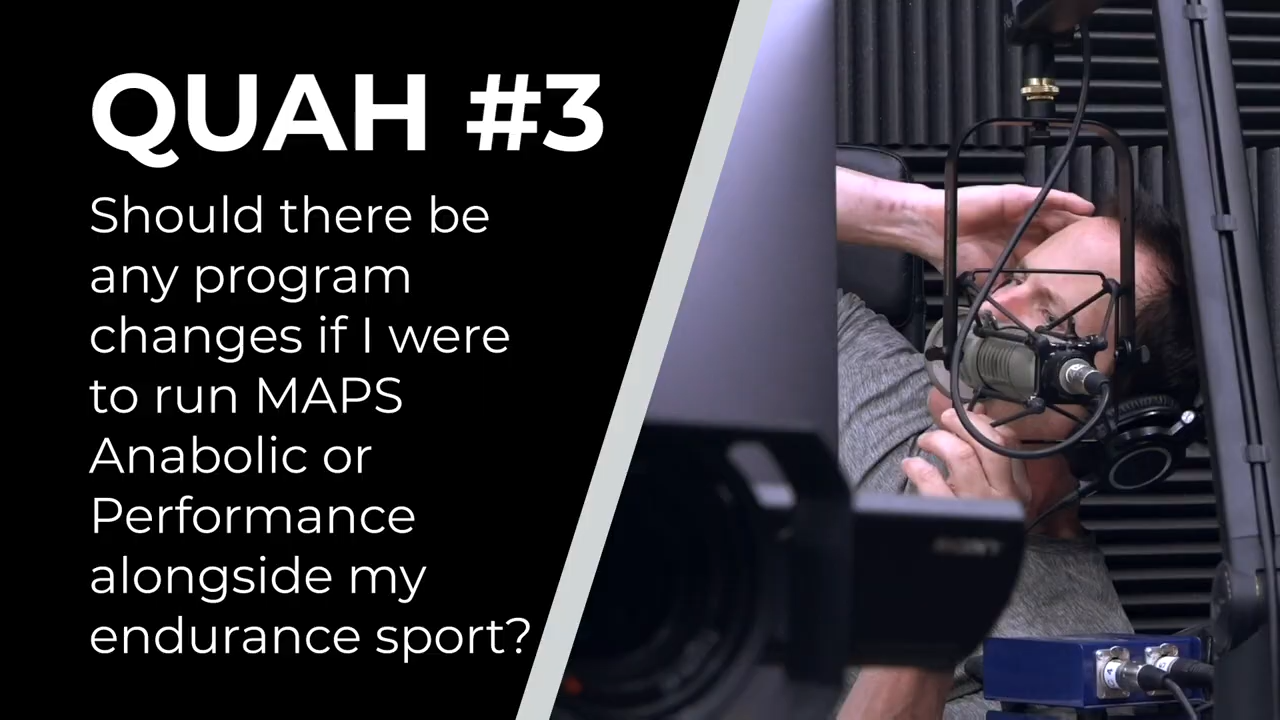 QUAH #3
Should there be
any program
changes if I were
to run MAPS
Anabolic or
Performance
alongside my
endurance sport?
SONY